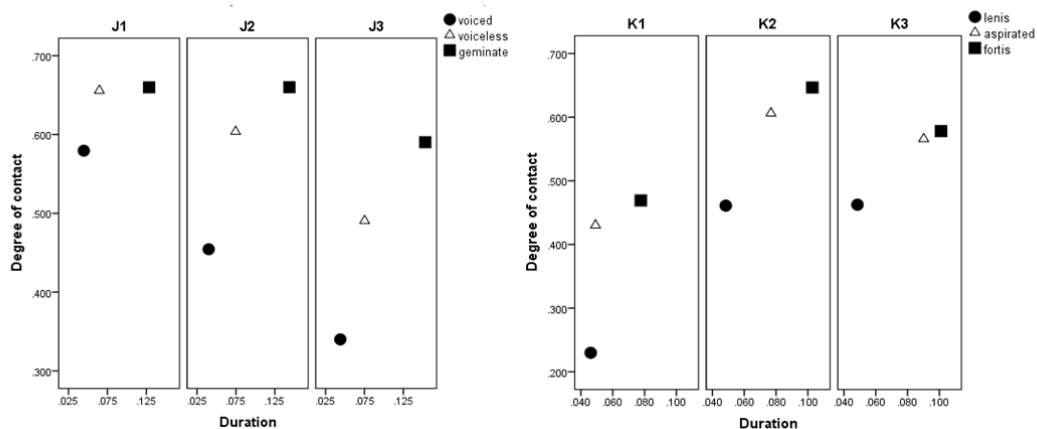 J1 J2 J3
voiced
voiceless
geminate
.700
.600
.500
.400
.300
Degree of contact
.025 .075 .125 .025 .075 .125 .025 .075 .125
Duration
K1 K2 K3
lenis
aspirated
fortis
.700
.600
.500
.400
.300
.200
Degree of contact
.040 .060 .080 .100 .040 .060 .080 .100 .040 .060 .080 .100
Duration